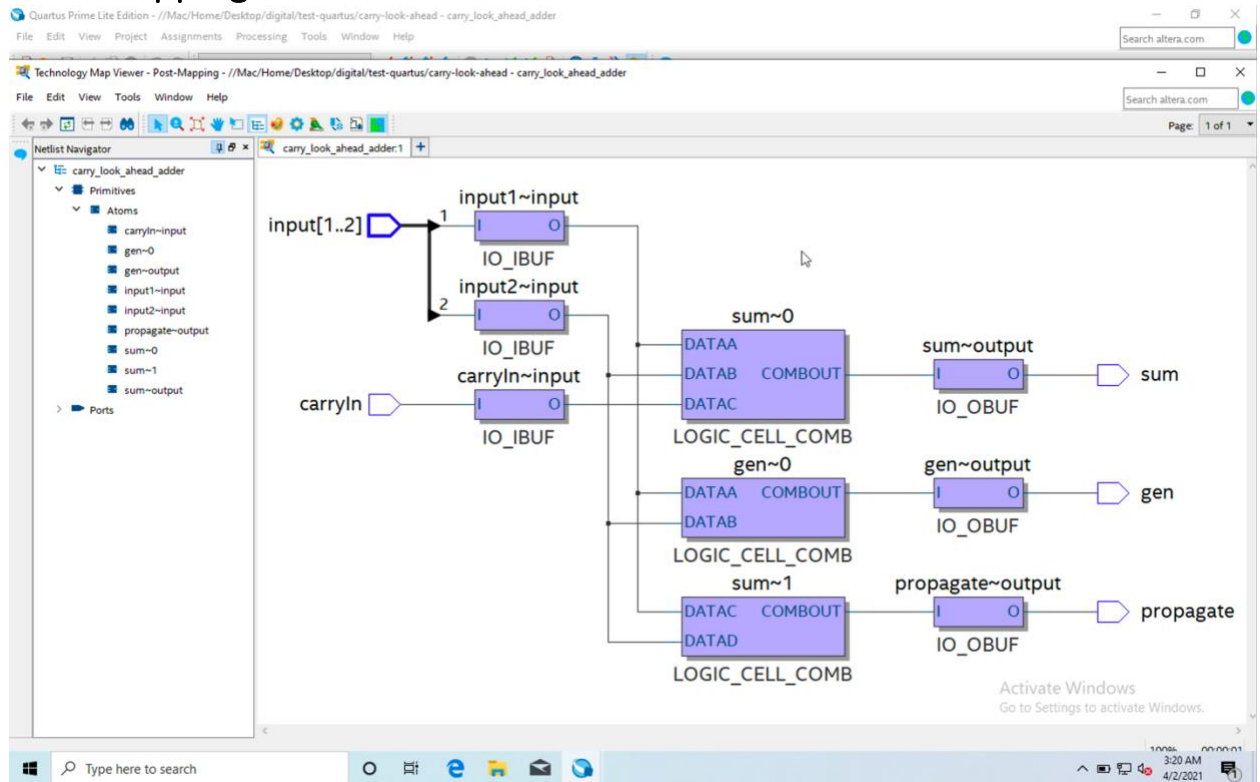 pping
Quartus Prime Lite Edition - //Mac/Home/Desktop/digital/test-quartus/carry-look-ahead - carry_look_ahead_adder
File Edit View Project Assignments Processing Tools Window Help
Search altera.com
Technology Map Viewer - Post-Mapping - //Mac/Home/Desktop/digital/test-quartus/carry-look-ahead - carry_look_ahead_adder
File Edit View Tools Window Help
Search altera.com
Page: 1 of 1
Netlist Navigator
carry_look_ahead_adder:1
carry_look_ahead_adder
Primitives
Atoms
carryIn~input
gen~0
gen~output
input1~input
input2~input
propagate~output
sum~0
sum~1
sum~output
Ports
input[1..2]
1
input1~input
I O
IO_IBUF
2
input2~input
I O
IO_IBUF
carryIn
carryIn~input
I O
IO_IBUF
sum~0
DATAA
DATAB COMBOUT
DATAC
LOGIC_CELL_COMB
sum~output
I O
IO_OBUF
sum
gen~0
DATAA COMBOUT
DATAB
LOGIC_CELL_COMB
gen~output
I O
IO_OBUF
gen
sum~1
DATAC COMBOUT
DATAD
LOGIC_CELL_COMB
propagate~output
I O
IO_OBUF
propagate
Activate Windows
Go to Settings to activate Windows.
100% 00:00:01
Type here to search
3:20 AM
4/2/2021